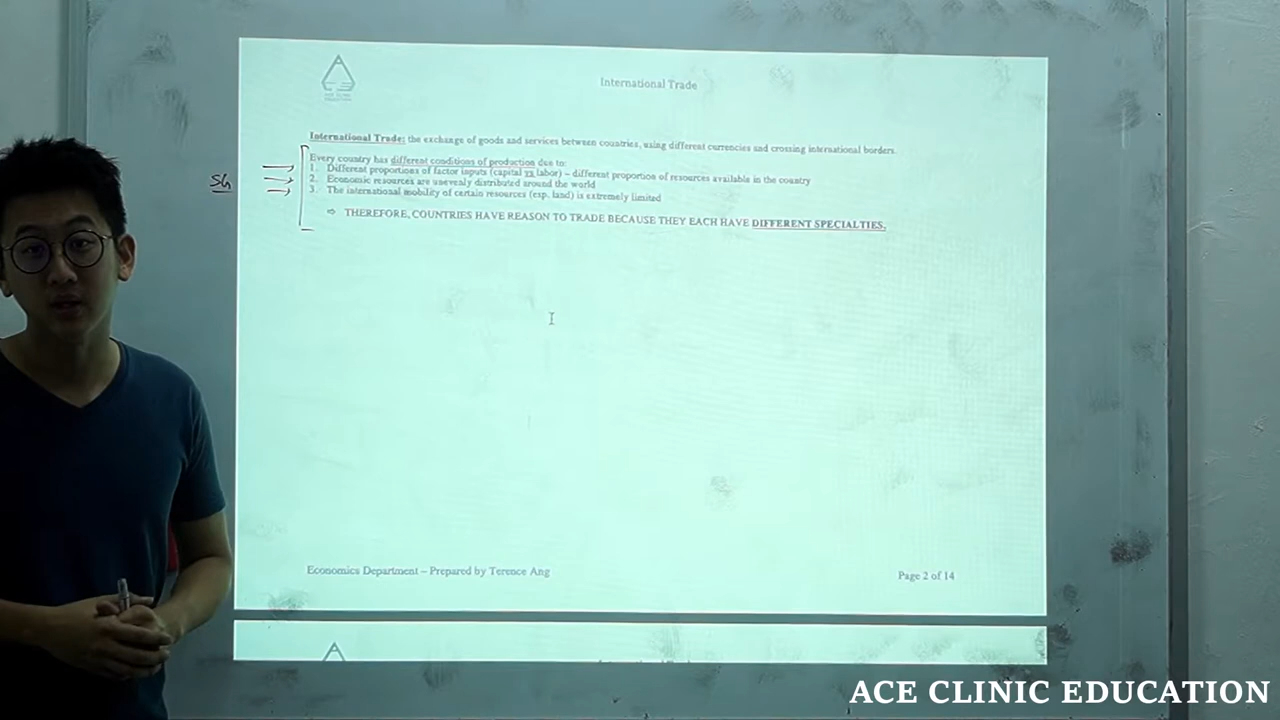 International Trade
International Trade: the exchange of goods and services between countries, using different currencies and crossing international borders.
Every country has different conditions of production due to:
1. Different proportions of factor inputs (capital vs labor) – different proportion of resources available in the country
2. Economic resources are unevenly distributed around the world
3. The international mobility of certain resources (esp. land) is extremely limited
⇨ THEREFORE, COUNTRIES HAVE REASON TO TRADE BECAUSE THEY EACH HAVE DIFFERENT SPECIALTIES.
SG
Economics Department – Prepared by Terence Ang
Page 2 of 14
ACE CLINIC EDUCATION